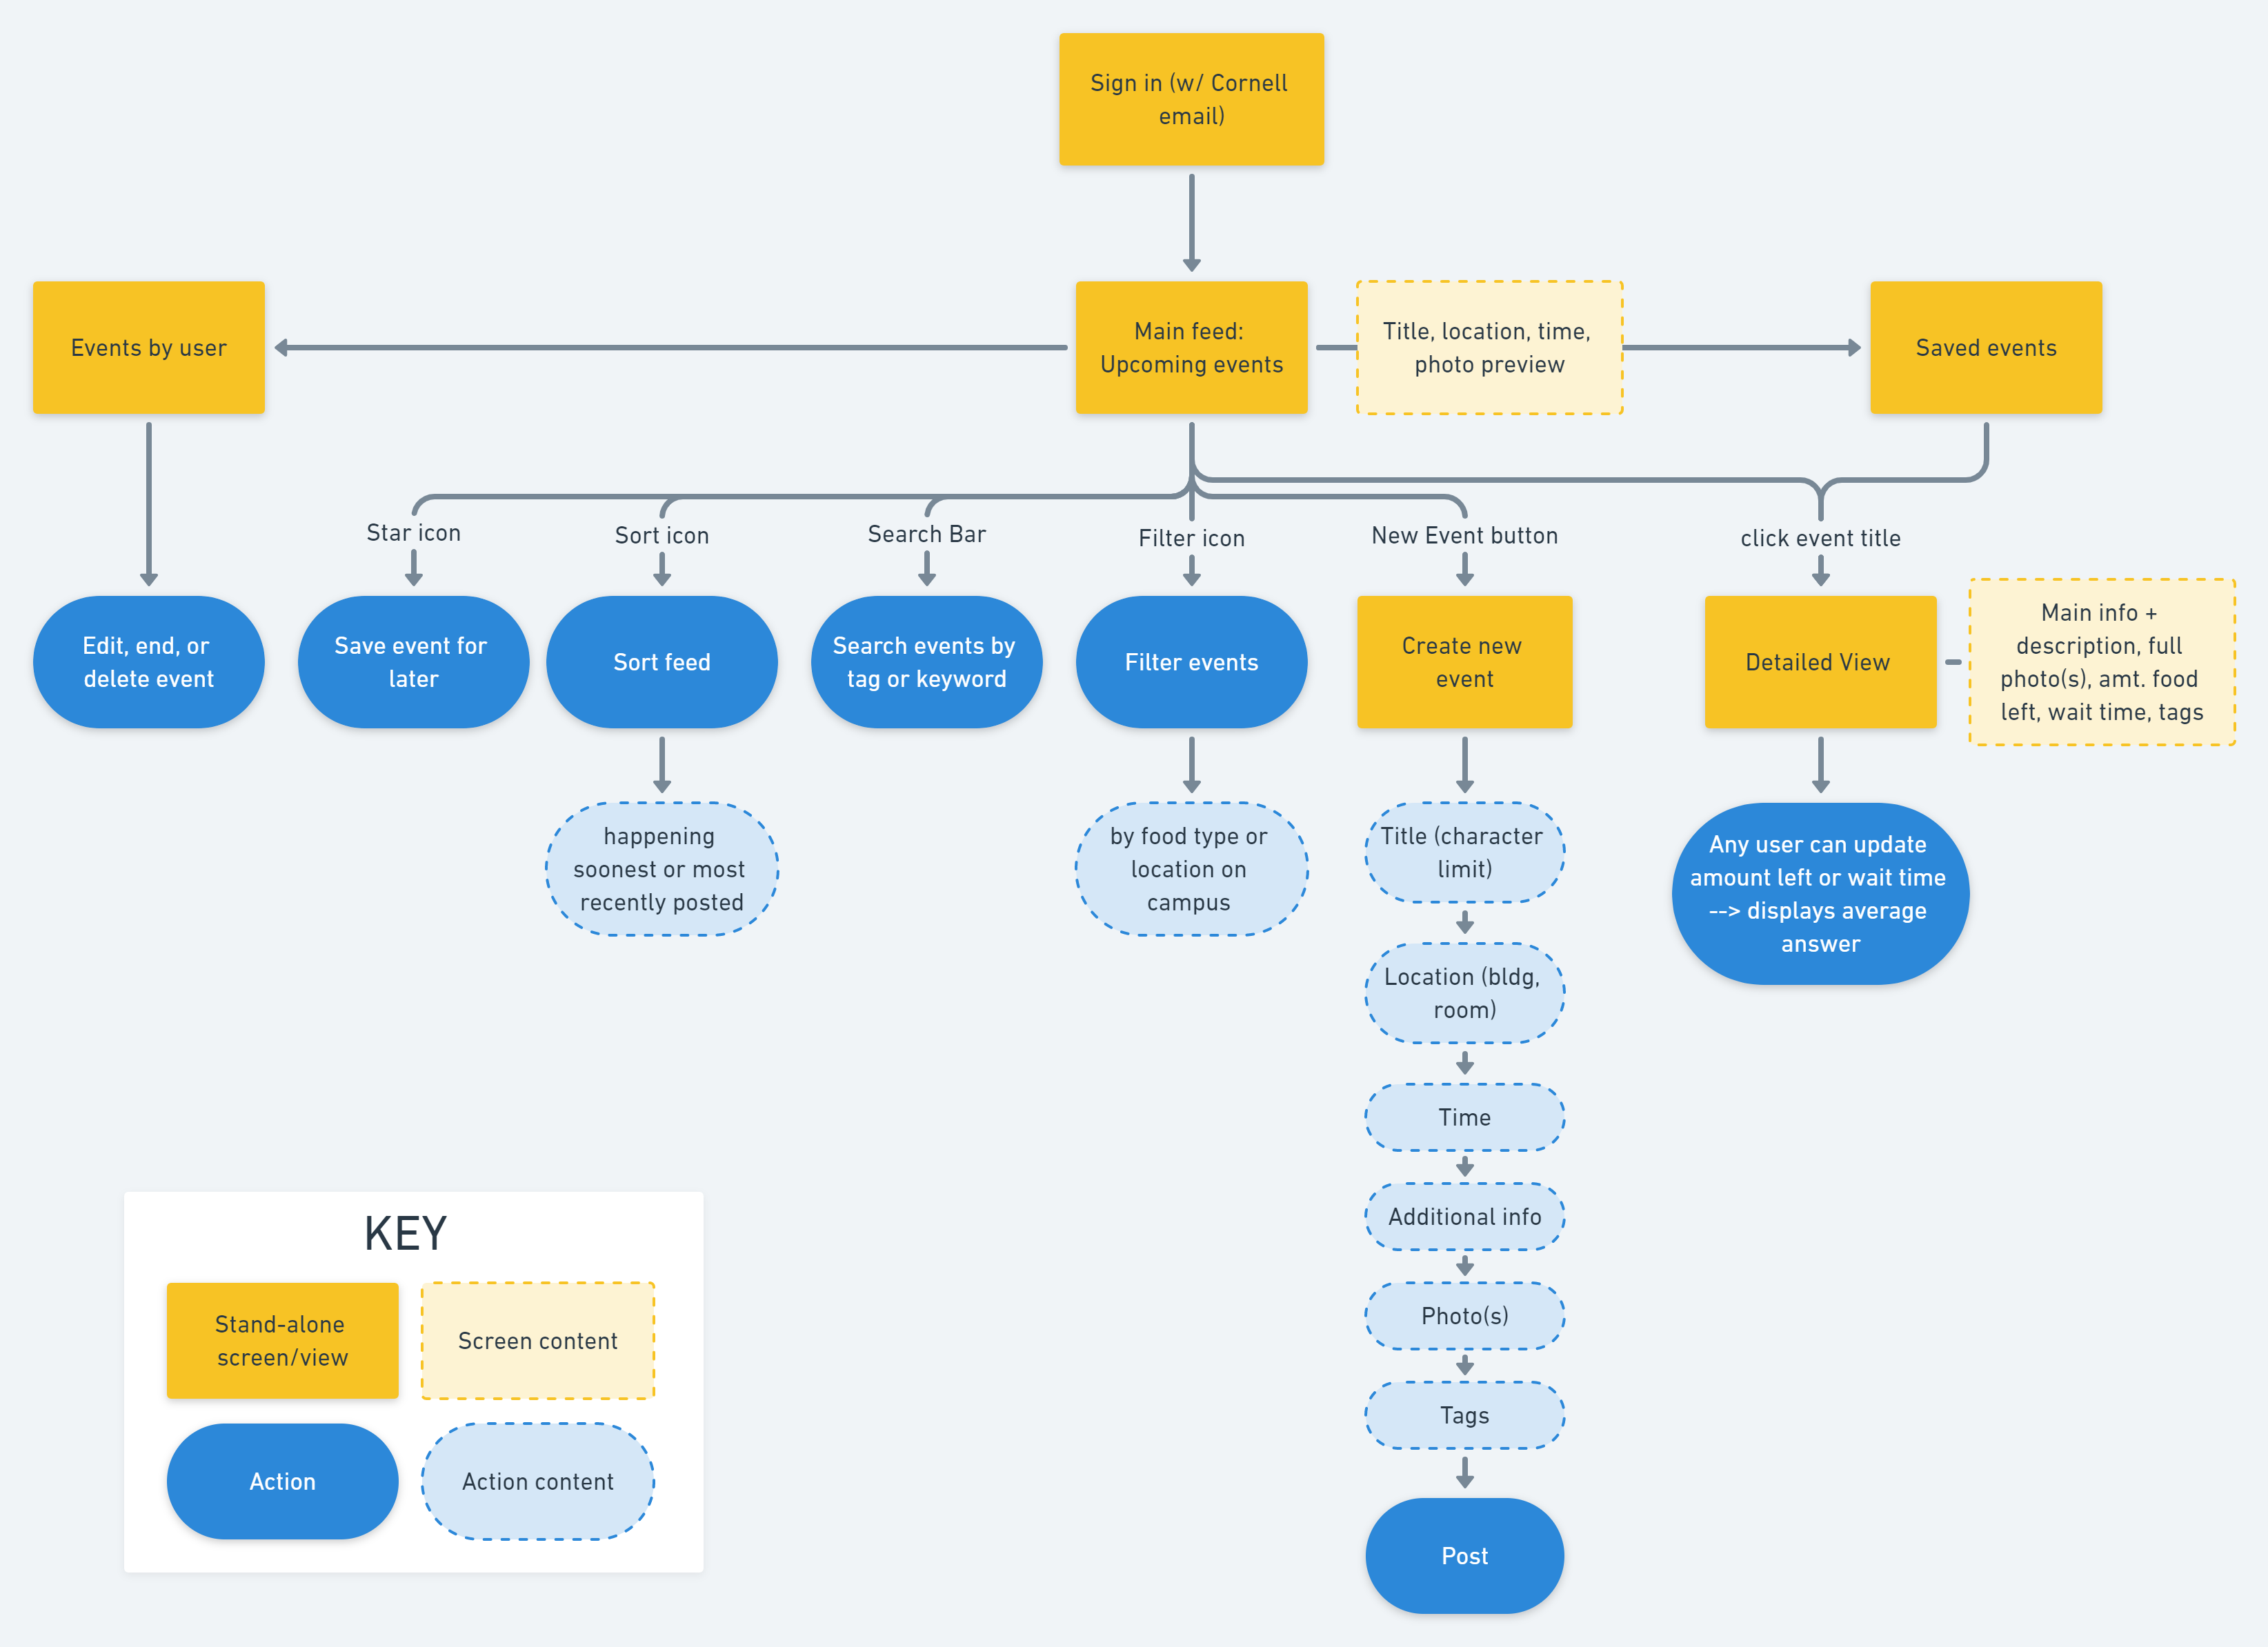 Sign in (w/ Cornell
email)
Events by user
Main feed:
Upcoming events
Title, location, time,
photo preview
Saved events
Star icon
Sort icon
Search Bar
Filter icon
New Event button
click event title
Edit, end, or
delete event
Save event for
later
Sort feed
Search events by
tag or keyword
Filter events
Create new
event
Detailed View
Main info +
description, full
photo(s), amt. food
left, wait time, tags
happening
soonest or most
recently posted
by food type or
location on
campus
Title (character
limit)
Any user can update
amount left or wait time
--> displays average
answer
Location (bldg,
room)
Time
Additional info
Photo(s)
Tags
Post
KEY
Stand-alone
screen/view
Screen content
Action
Action content